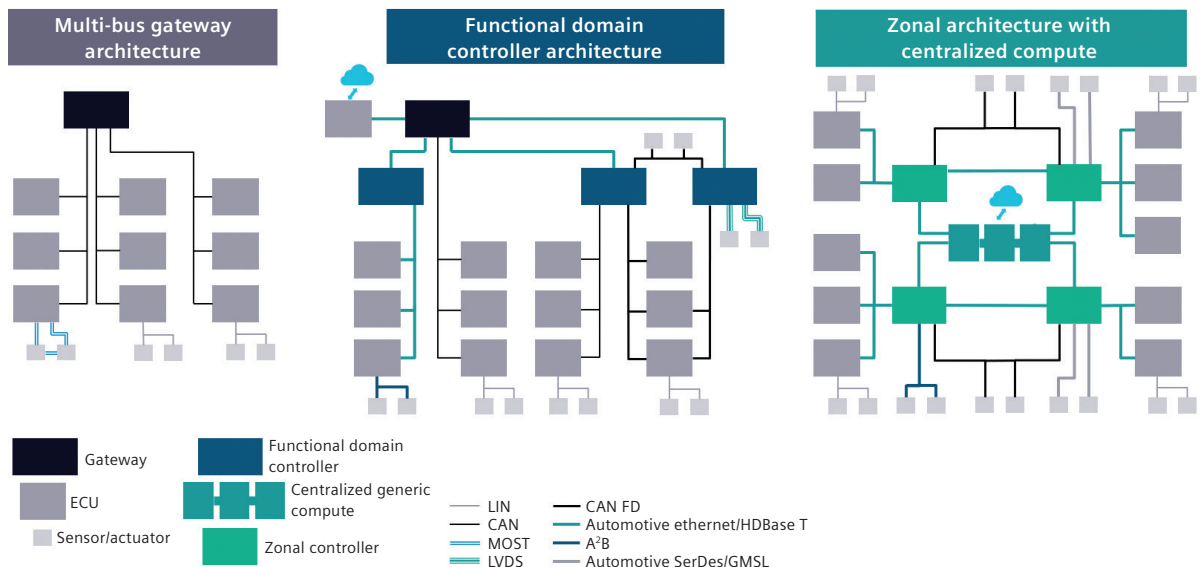 Multi-bus gateway
architecture
Functional domain
controller architecture
Zonal architecture with
centralized compute
Gateway
ECU
Sensor/actuator
Functional domain
controller
Centralized generic
compute
Zonal controller
LIN
CAN
MOST
LVDS
CAN FD
Automotive ethernet/HDBase T
A²B
Automotive SerDes/GMSL